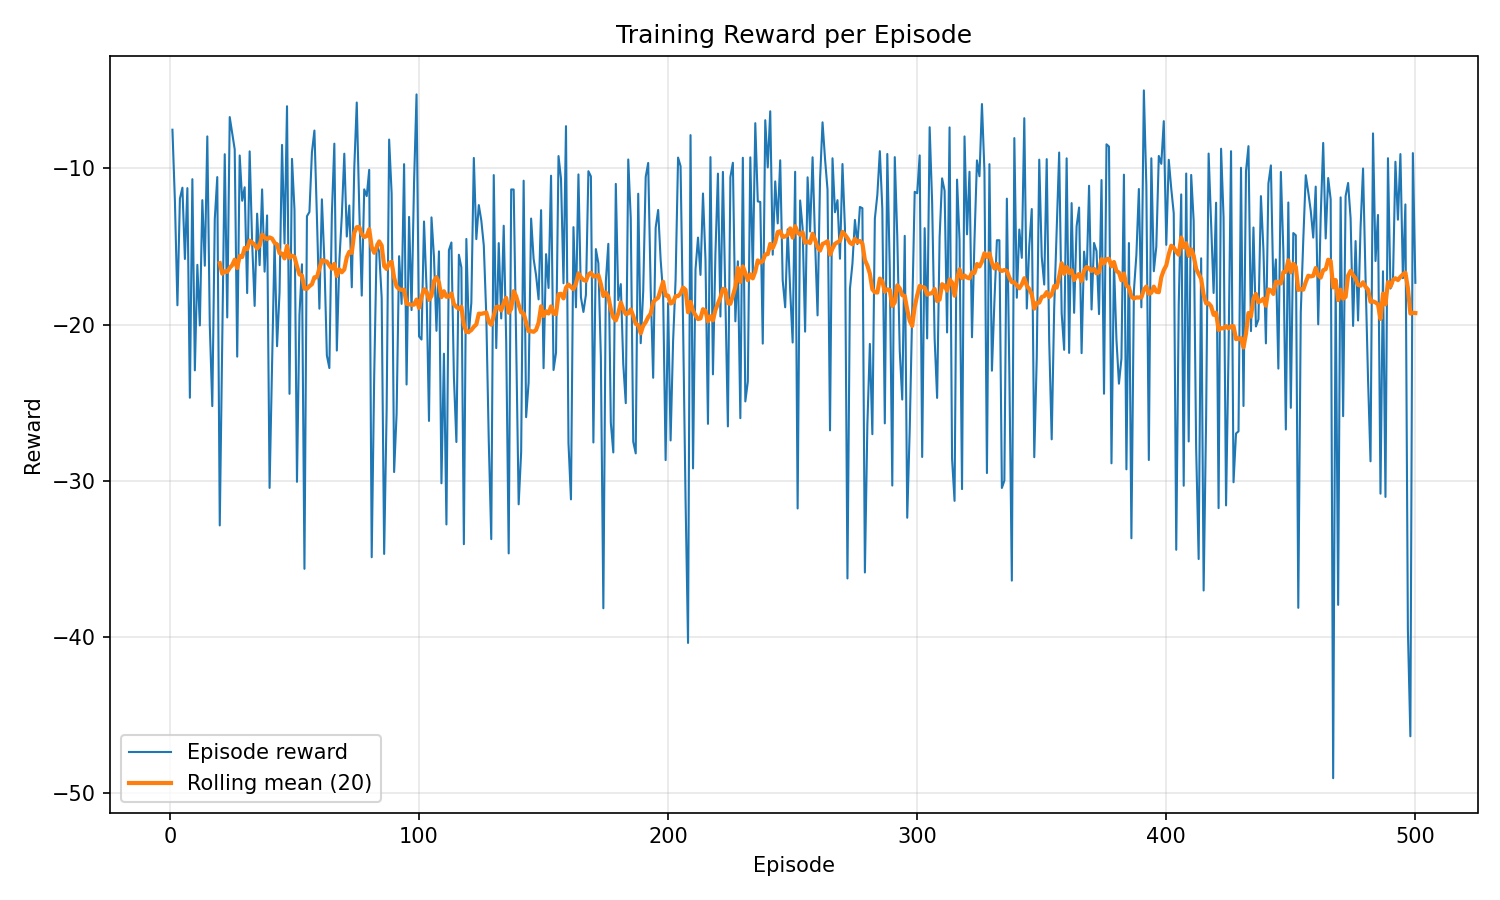 Training Reward per Episode
Reward
−10
−20
−30
−40
−50
Episode reward
Rolling mean (20)
0
100
200
300
400
500
Episode